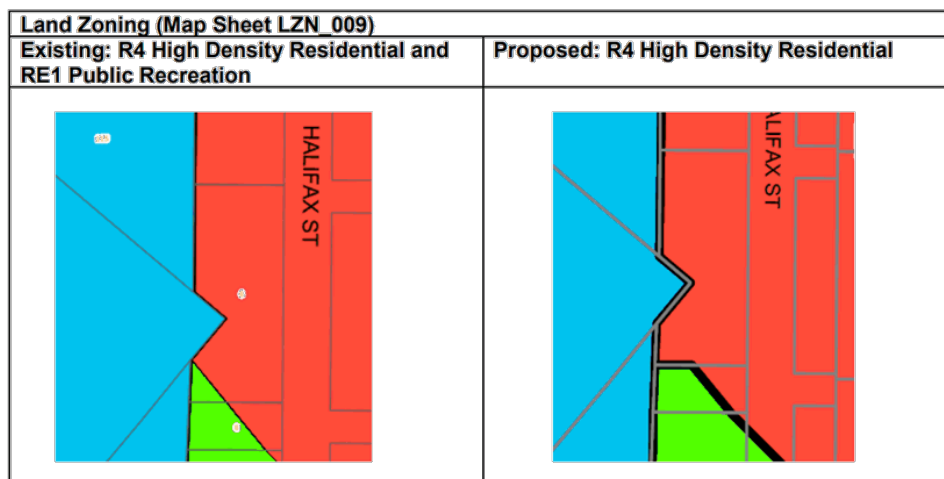 Land Zoning (Map Sheet LZN_009)
Existing: R4 High Density Residential and
RE1 Public Recreation
Proposed: R4 High Density Residential
HALIFAX ST
ALIFAX ST